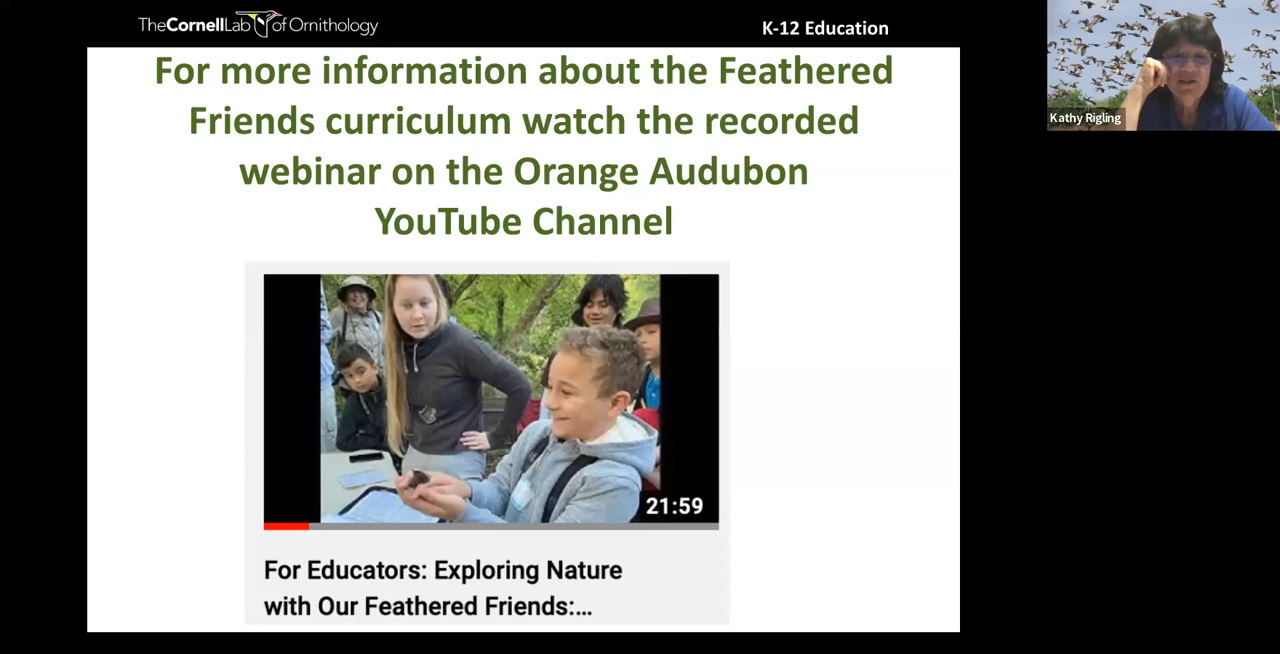 TheCornellLab of Ornithology
K-12 Education
For more information about the Feathered
Friends curriculum watch the recorded
webinar on the Orange Audubon
YouTube Channel
21:59
For Educators: Exploring Nature
with Our Feathered Friends:...
Kathy Rigling